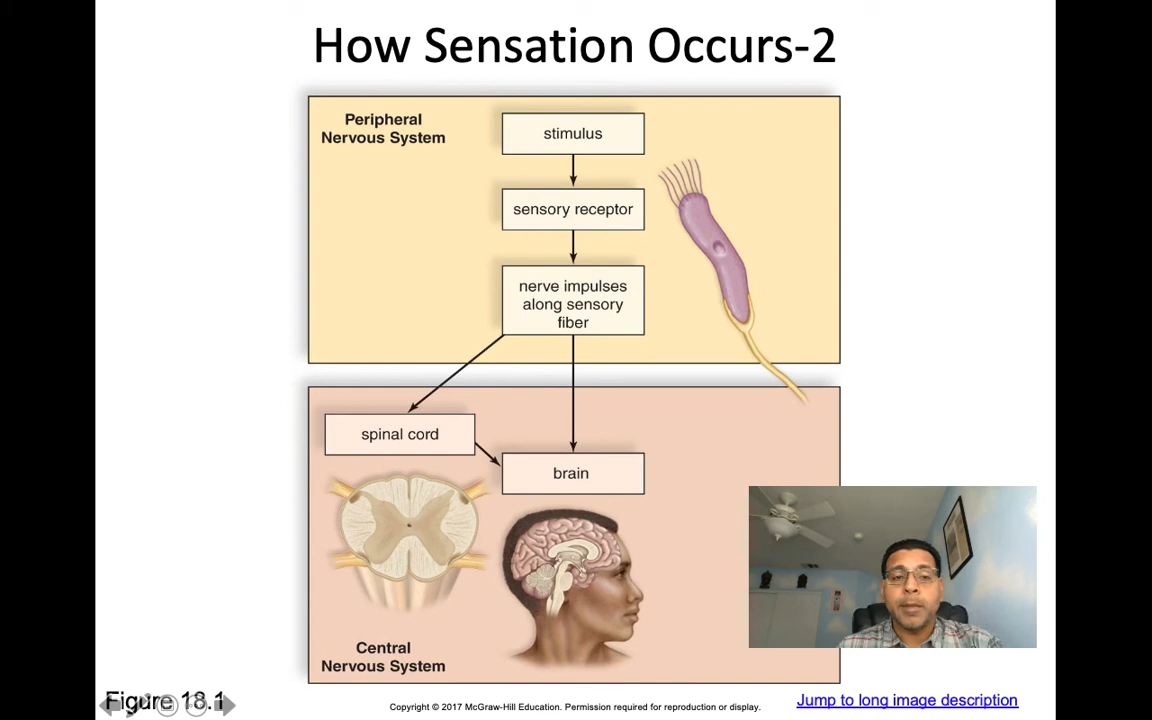 How Sensation Occurs-2
Peripheral
Nervous System
stimulus
sensory receptor
nerve impulses
along sensory
fiber
spinal cord
brain
Central
Nervous System
Figure 18.1
Copyright © 2017 McGraw-Hill Education. Permission required for reproduction or display.
Jump to long image description